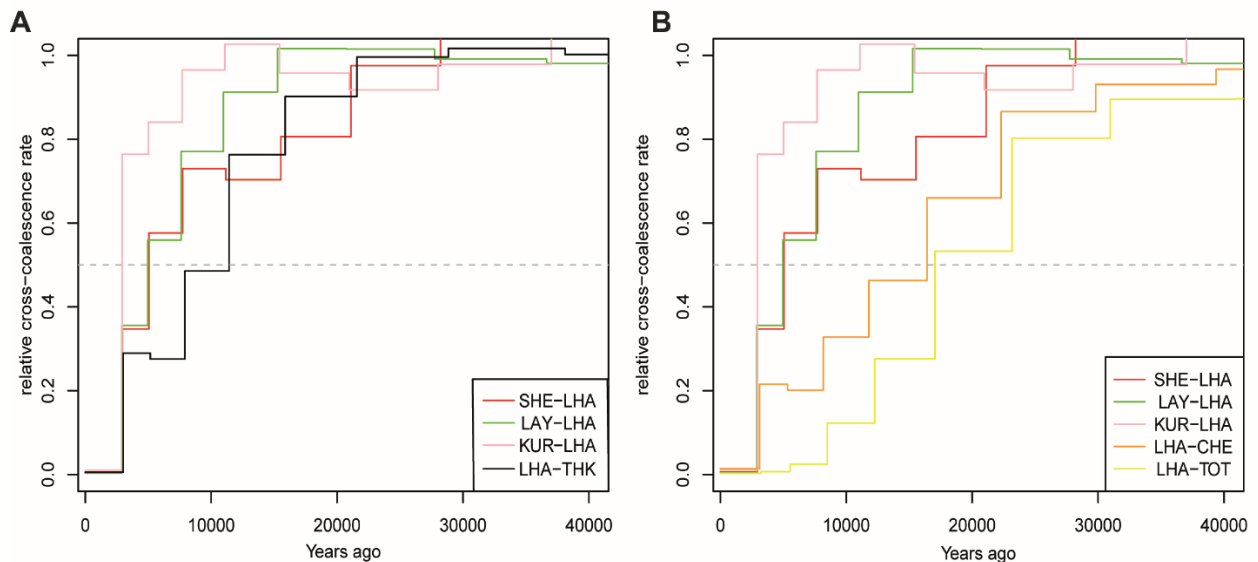 A
relative cross−coalescence rate
1.0
0.8
0.6
0.4
0.2
0.0
SHE−LHA
LAY−LHA
KUR−LHA
LHA−THK
0 10000 20000 30000 40000
Years ago
B
relative cross−coalescence rate
1.0
0.8
0.6
0.4
0.2
0.0
SHE−LHA
LAY−LHA
KUR−LHA
LHA−CHE
LHA−TOT
0 10000 20000 30000 40000
Years ago